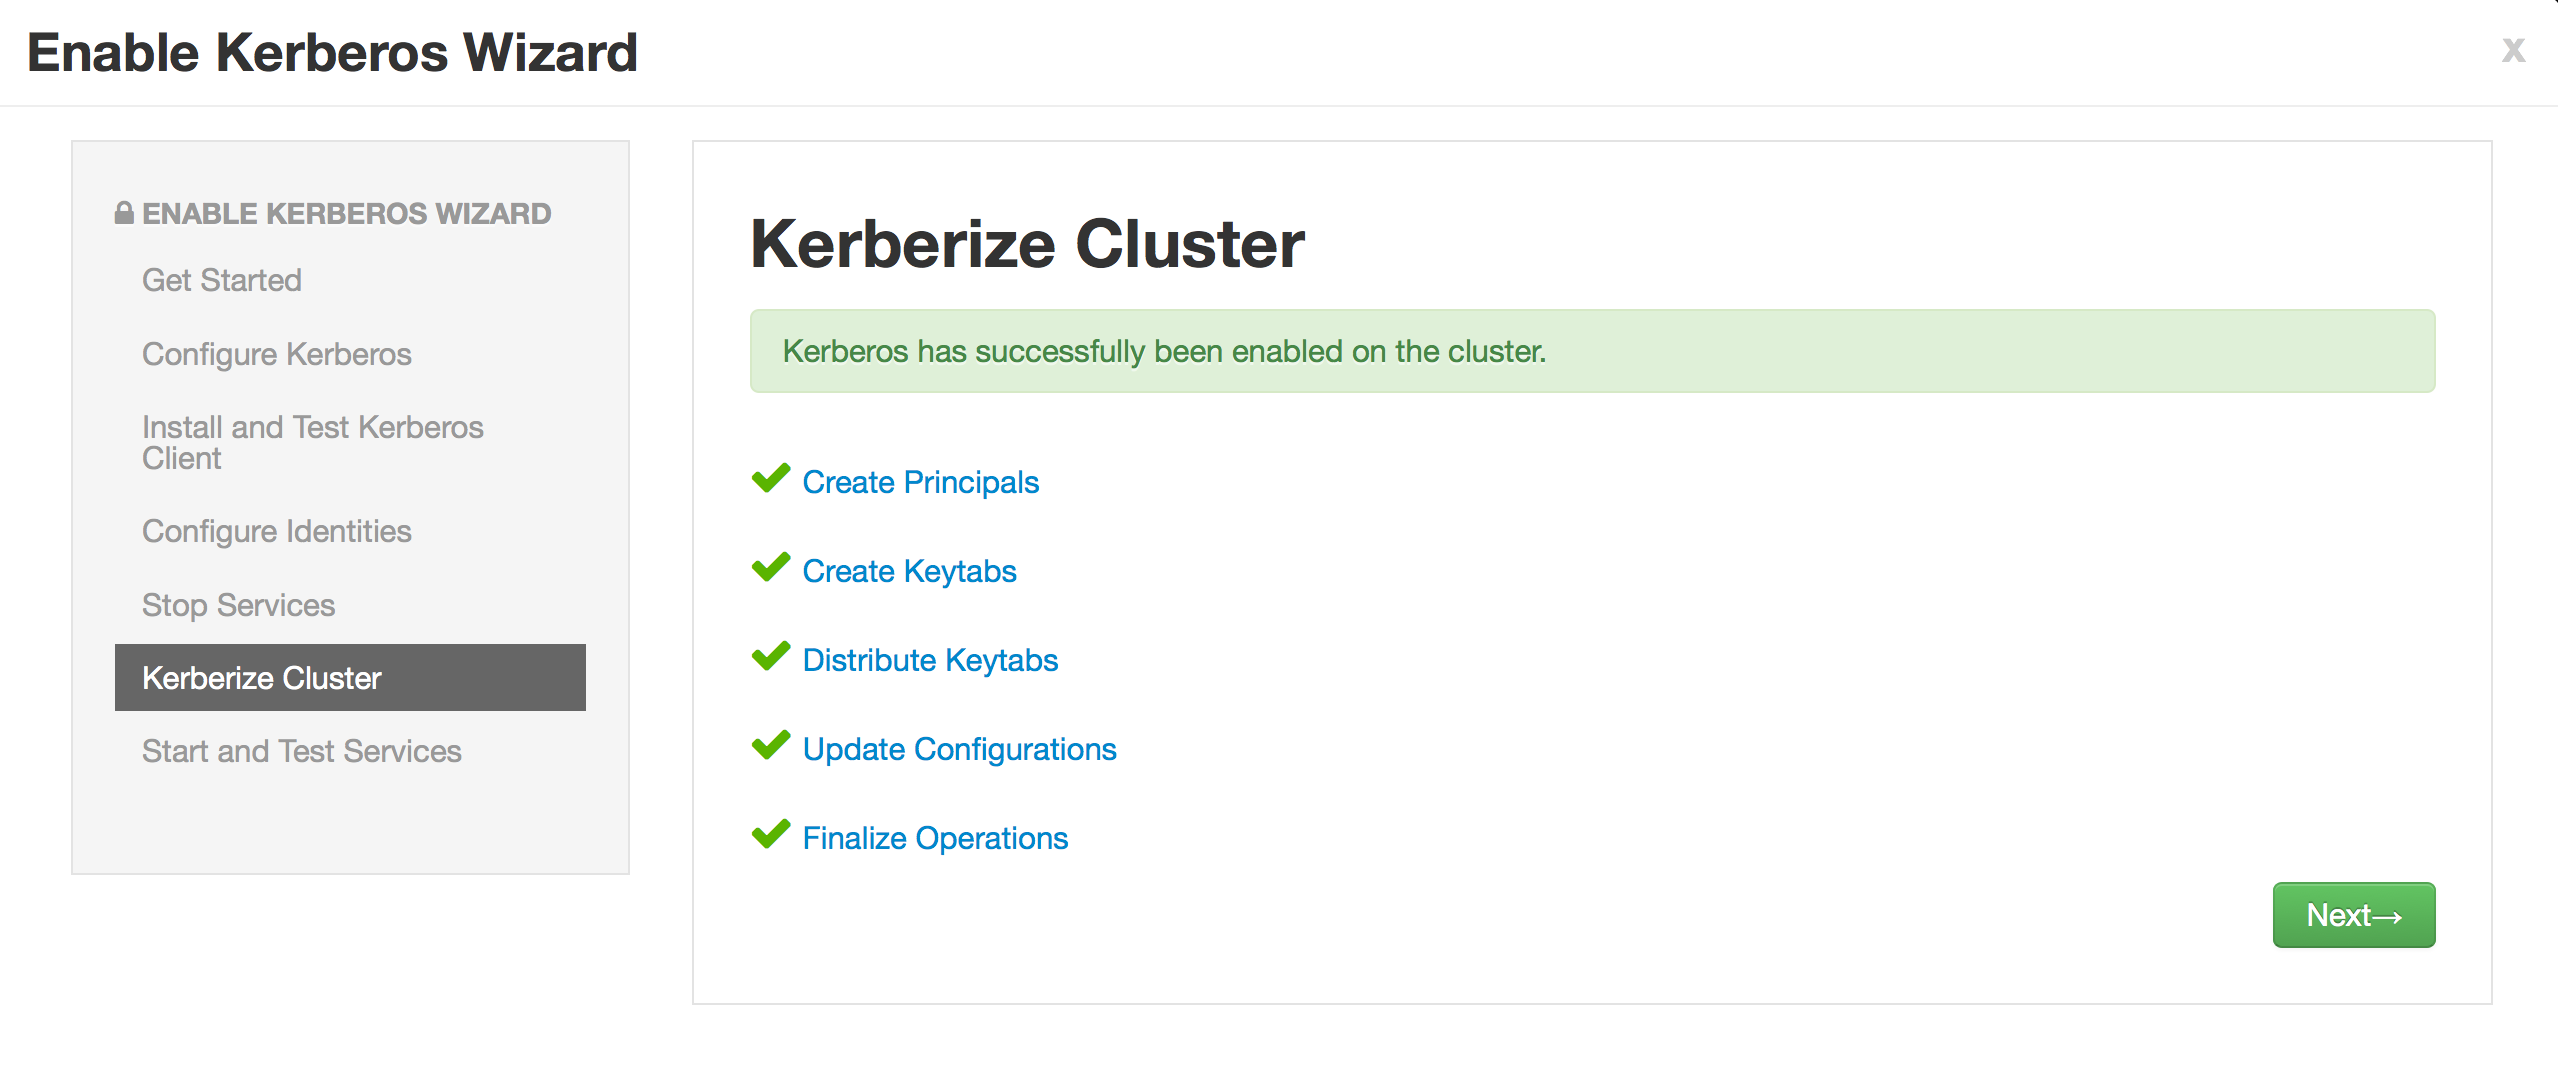 Enable Kerberos Wizard
x
ENABLE KERBEROS WIZARD
Get Started
Configure Kerberos
Install and Test Kerberos
Client
Configure Identities
Stop Services
Kerberize Cluster
Start and Test Services
Kerberize Cluster
Kerberos has successfully been enabled on the cluster.
Create Principals
Create Keytabs
Distribute Keytabs
Update Configurations
Finalize Operations
Next→